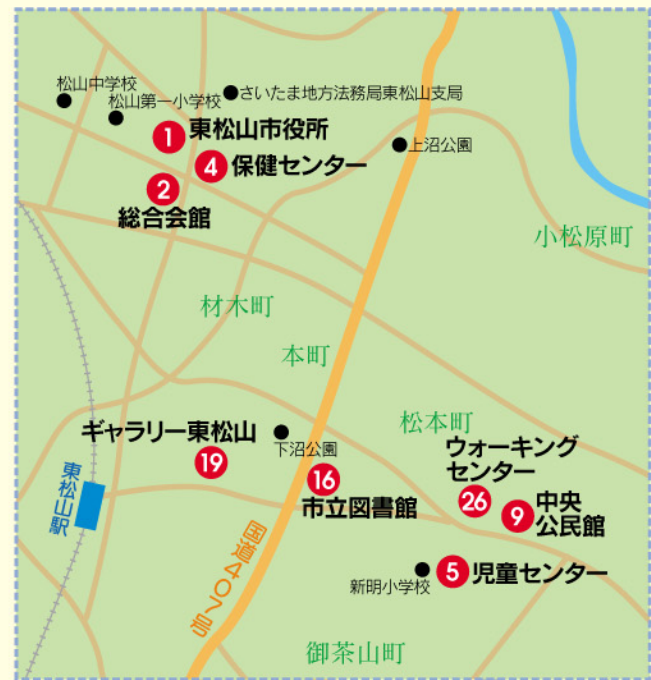 松山中学校
松山第一小学校
さいたま地方法務局東松山支局
1 東松山市役所
4 保健センター
上沼公園
2
総合会館
小松原町
材木町
本町
松本町
ギャラリー東松山
19
下沼公園
16
市立図書館
ウォーキング
センター
26
9 中央
公民館
東松山駅
国道407号
新明小学校
5 児童センター
御茶山町